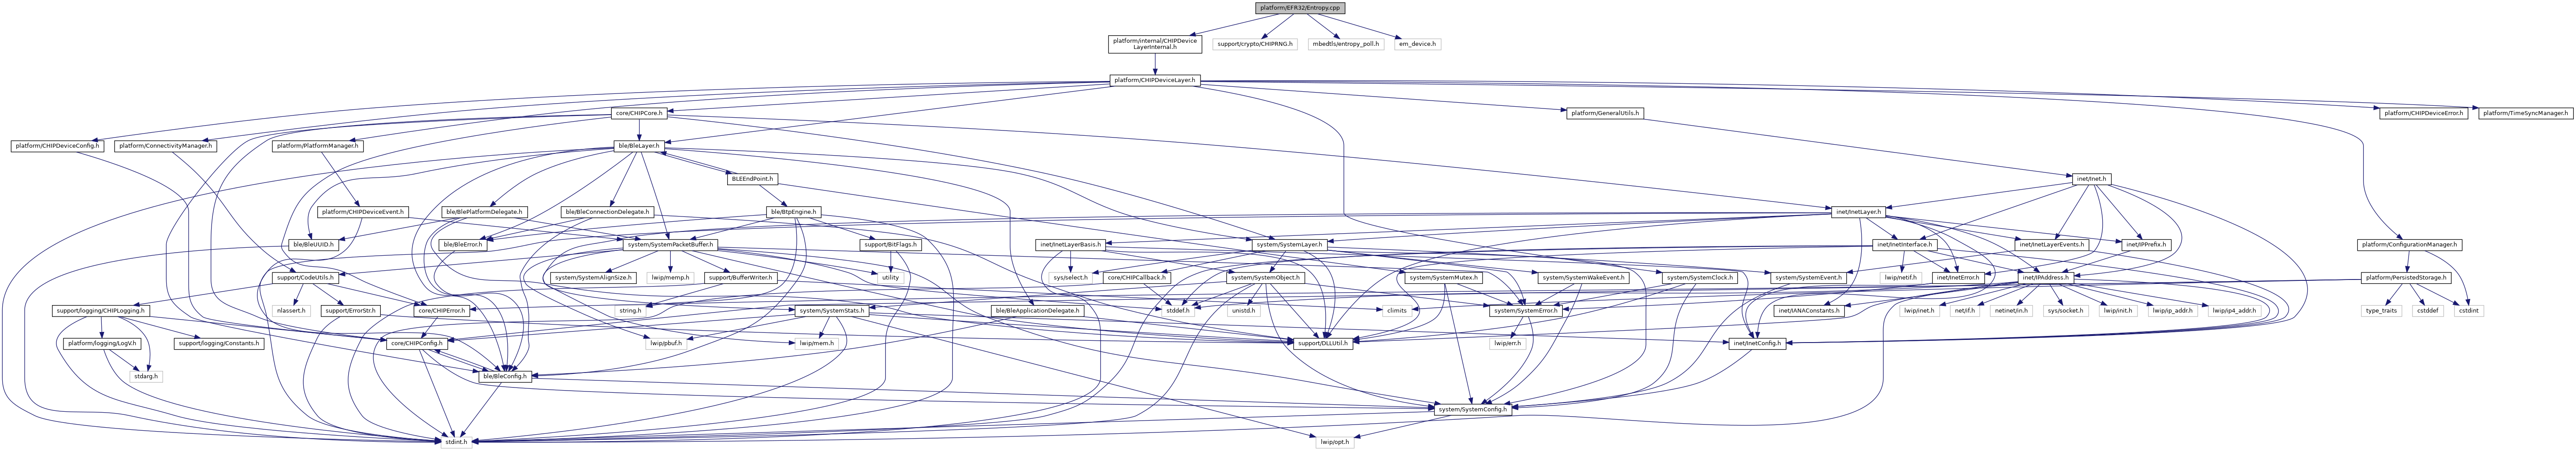 platform/EFR32/Entropy.cpp
platform/internal/CHIPDevice
LayerInternal.h
support/crypto/CHIPRNG.h
mbedtls/entropy_poll.h
em_device.h
platform/CHIPDeviceLayer.h
core/CHIPCore.h
platform/GeneralUtils.h
platform/CHIPDeviceError.h
platform/TimeSyncManager.h
platform/CHIPDeviceConfig.h
platform/ConnectivityManager.h
platform/PlatformManager.h
ble/BleLayer.h
BLEEndPoint.h
inet/Inet.h
platform/CHIPDeviceEvent.h
ble/BlePlatformDelegate.h
ble/BleConnectionDelegate.h
ble/BtpEngine.h
inet/InetLayer.h
ble/BleUUID.h
ble/BleError.h
system/SystemPacketBuffer.h
support/BitFlags.h
inet/InetLayerBasis.h
system/SystemLayer.h
inet/InetInterface.h
inet/InetLayerEvents.h
inet/IPPrefix.h
platform/ConfigurationManager.h
support/CodeUtils.h
system/SystemAlignSize.h
lwip/memp.h
support/BufferWriter.h
utility
sys/select.h
core/CHIPCallback.h
system/SystemObject.h
system/SystemMutex.h
system/SystemWakeEvent.h
system/SystemClock.h
system/SystemEvent.h
lwip/netif.h
inet/InetError.h
inet/IPAddress.h
platform/PersistedStorage.h
support/logging/CHIPLogging.h
nlassert.h
support/ErrorStr.h
core/CHIPError.h
string.h
system/SystemStats.h
ble/BleApplicationDelegate.h
stddef.h
unistd.h
climits
system/SystemError.h
inet/IANAConstants.h
lwip/inet.h
net/if.h
netinet/in.h
sys/socket.h
lwip/init.h
lwip/ip_addr.h
lwip/ip4_addr.h
type_traits
cstddef
cstdint
platform/logging/LogV.h
support/logging/Constants.h
core/CHIPConfig.h
lwip/pbuf.h
lwip/mem.h
support/DLLUtil.h
lwip/err.h
inet/InetConfig.h
stdarg.h
ble/BleConfig.h
system/SystemConfig.h
stdint.h
lwip/opt.h